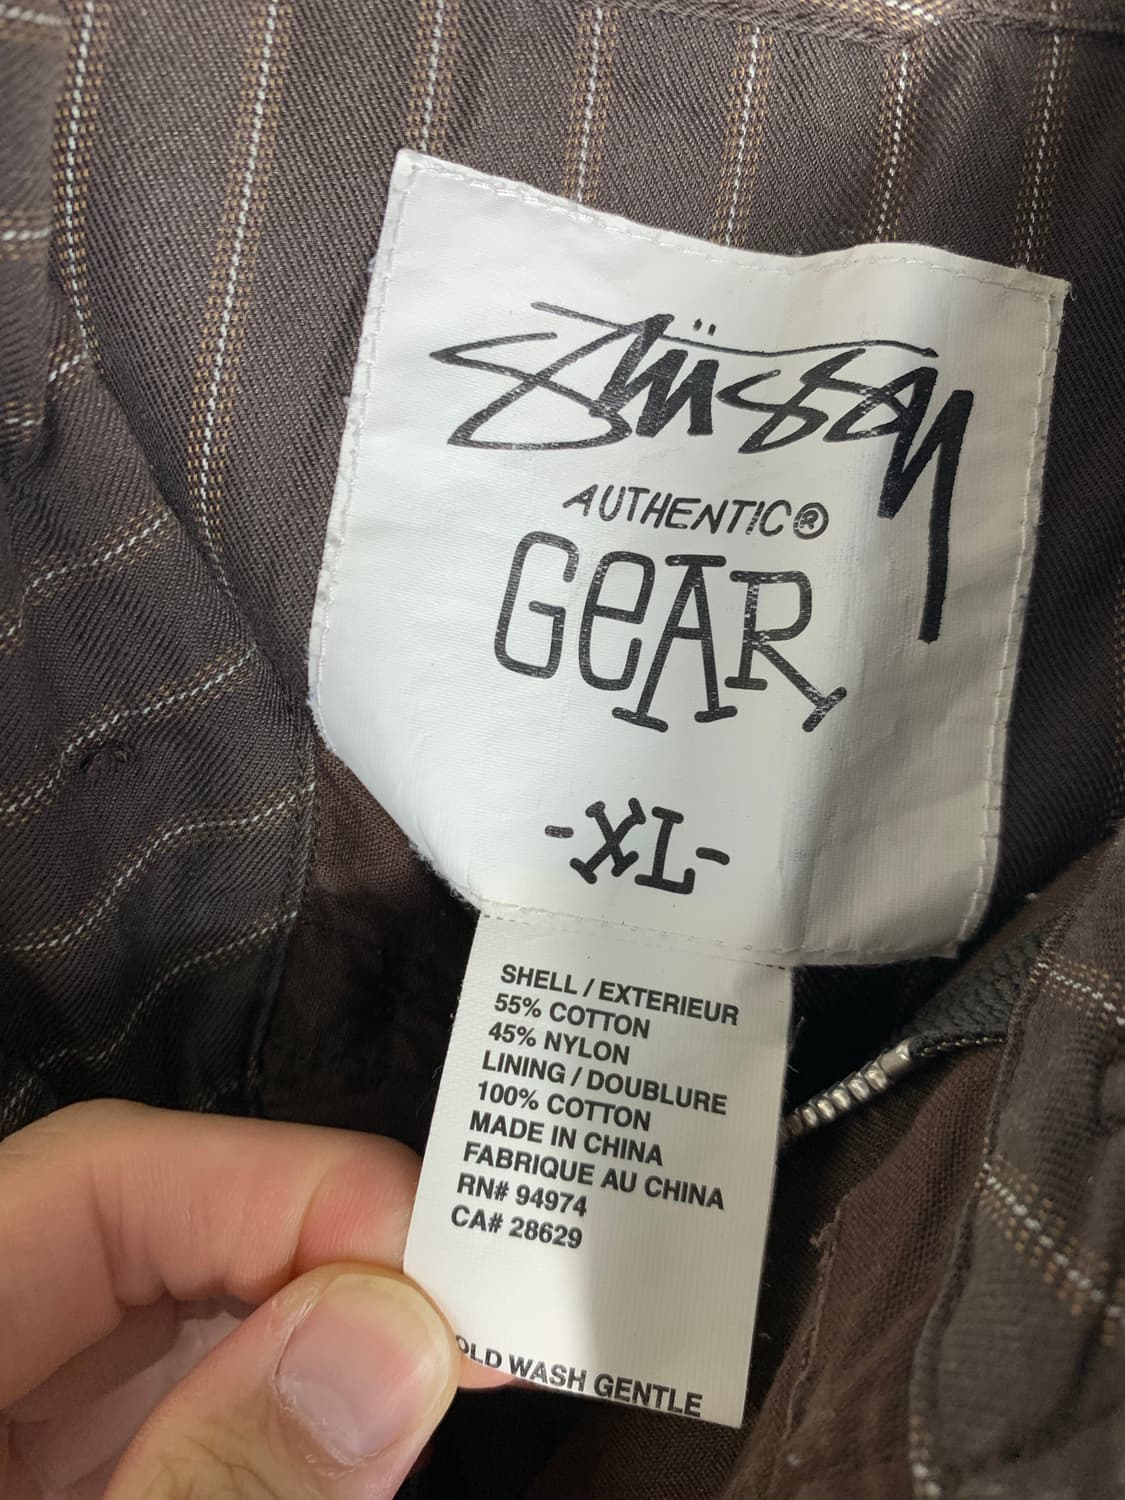 Stüssy
AUTHENTIC®
GeAR
-XL-
SHELL / EXTERIEUR
55% COTTON
45% NYLON
LINING / DOUBLURE
100% COTTON
MADE IN CHINA
FABRIQUE AU CHINA
RN# 94974
CA# 28629
WASH GENTLE